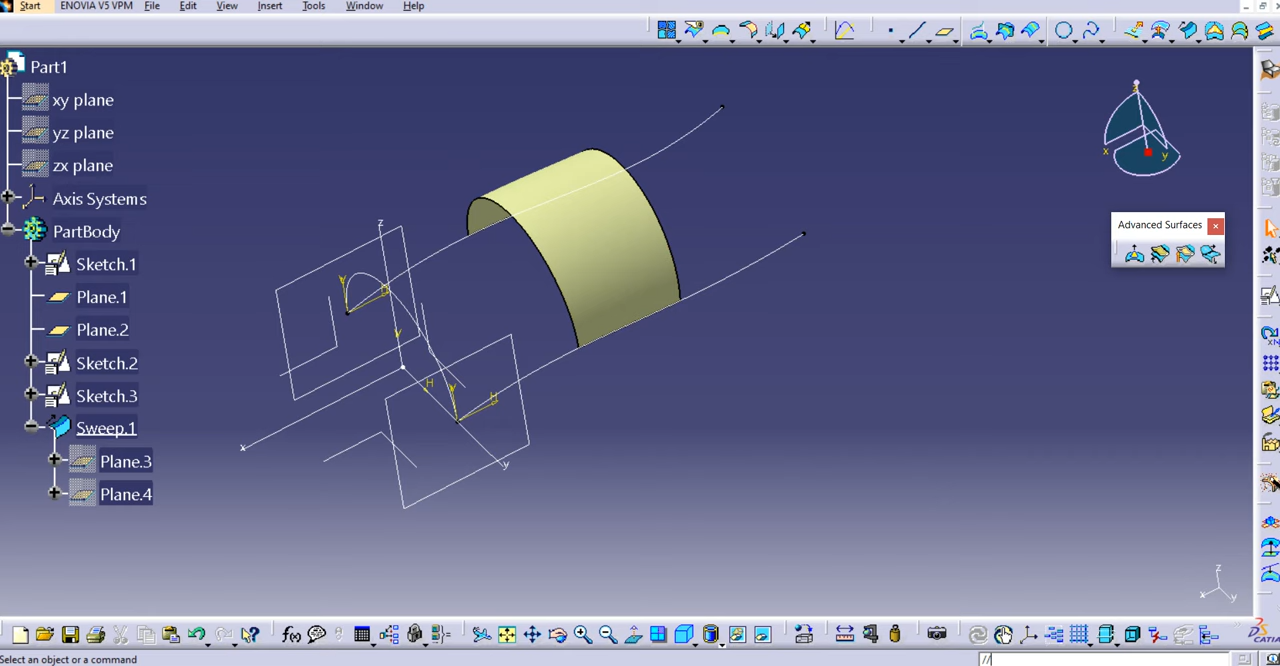 Start ENOVIA V5 VPM File Edit View Insert Tools Window Help
Part1
xy plane
yz plane
zx plane
Axis Systems
PartBody
Sketch.1
Plane.1
Plane.2
Sketch.2
Sketch.3
Sweep.1
Plane.3
Plane.4
z
Y
H
V
H
V
H
x
y
z
x
y
Advanced Surfaces
z
x
y
f(x)
CATIA
Select an object or a command
//